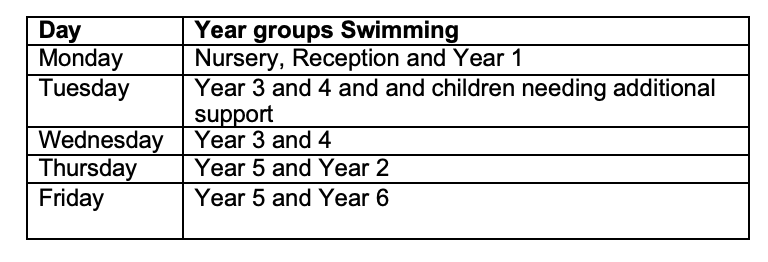 Day Year groups Swimming
Monday Nursery, Reception and Year 1
Tuesday Year 3 and 4 and and children needing additional
support
Wednesday Year 3 and 4
Thursday Year 5 and Year 2
Friday Year 5 and Year 6